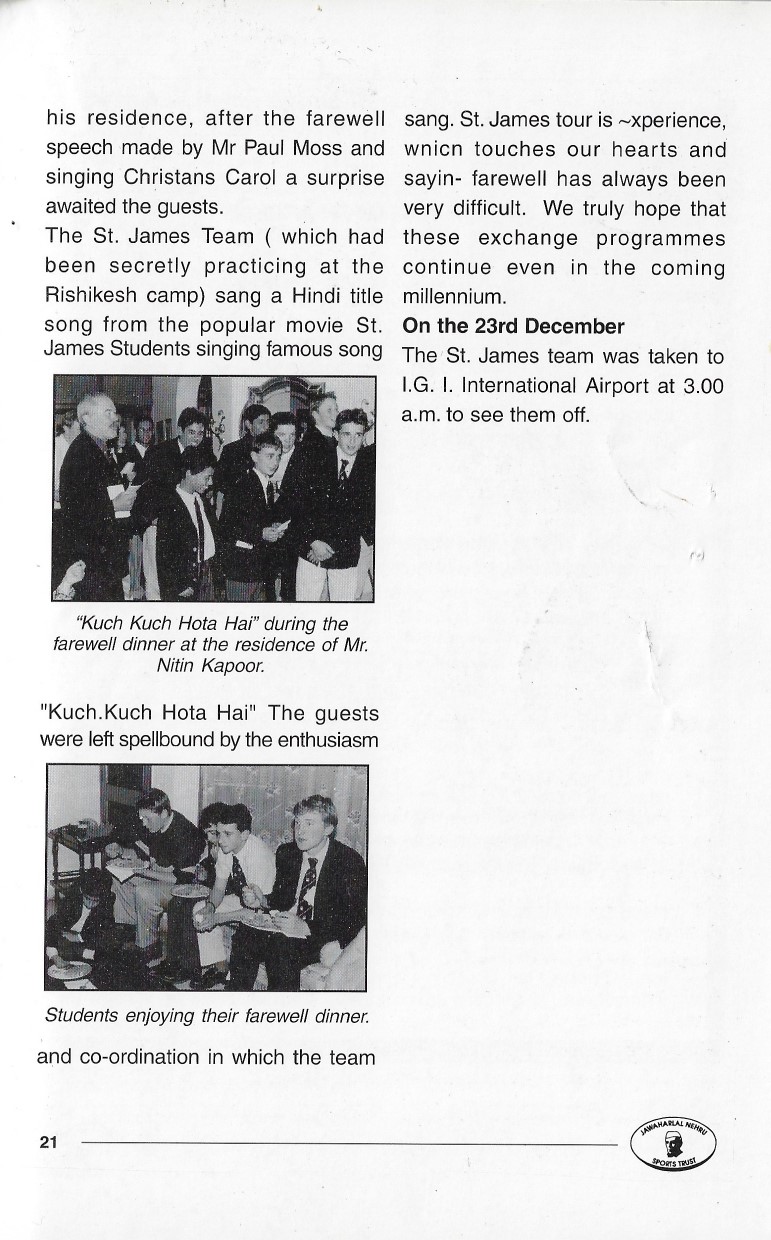 his residence, after the farewell
speech made by Mr Paul Moss and
singing Christans Carol a surprise
awaited the guests.
The St. James Team ( which had
been secretly practicing at the
Rishikesh camp) sang a Hindi title
song from the popular movie St.
James Students singing famous song
"Kuch Kuch Hota Hai" during the
farewell dinner at the residence of Mr.
Nitin Kapoor.
"Kuch.Kuch Hota Hai" The guests
were left spellbound by the enthusiasm
Students enjoying their farewell dinner.
and co-ordination in which the team
sang. St. James tour is ~xperience,
wnicn touches our hearts and
sayin- farewell has always been
very difficult. We truly hope that
these exchange programmes
continue even in the coming
millennium.
On the 23rd December
The St. James team was taken to
I.G. I. International Airport at 3.00
a.m. to see them off.
21
JAWAHARLAL NEHRU
SPORTS TRUST